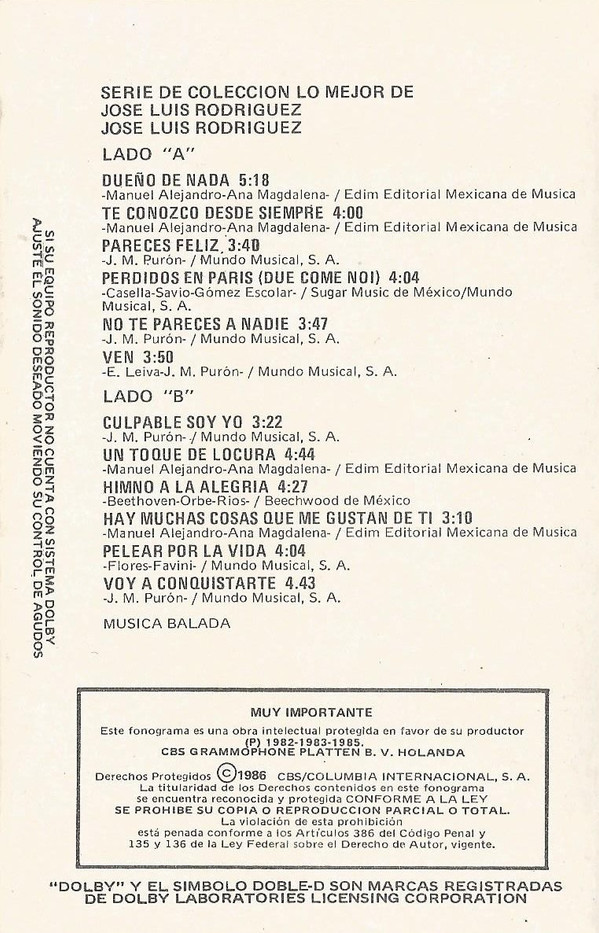 SERIE DE COLECCION LO MEJOR DE
JOSE LUIS RODRIGUEZ
JOSE LUIS RODRIGUEZ
LADO "A"
DUEÑO DE NADA 5:18
-Manuel Alejandro-Ana Magdalena- / Edim Editorial Mexicana de Musica
TE CONOZCO DESDE SIEMPRE 4:00
-Manuel Alejandro-Ana Magdalena- / Edim Editorial Mexicana de Musica
PARECES FELIZ 3:40
-J. M. Purón- / Mundo Musical, S. A.
PERDIDOS EN PARIS (DUE COME NOI) 4:04
-Casella-Savio-Gómez Escolar- / Sugar Music de México/Mundo
Musical, S. A.
NO TE PARECES A NADIE 3:47
-J. M. Purón- / Mundo Musical, S. A.
VEN 3:50
-E. Leiva-J. M. Purón- / Mundo Musical, S. A.
LADO "B"
CULPABLE SOY YO 3:22
-J. M. Purón- / Mundo Musical, S. A.
UN TOQUE DE LOCURA 4:44
-Manuel Alejandro-Ana Magdalena- / Edim Editorial Mexicana de Musica
HIMNO A LA ALEGRIA 4:27
-Beethoven-Orbe-Rios- / Beechwood de México
HAY MUCHAS COSAS QUE ME GUSTAN DE TI 3:10
-Manuel Alejandro-Ana Magdalena- / Edim Editorial Mexicana de Musica
PELEAR POR LA VIDA 4:04
-Flores-Favini- / Mundo Musical, S. A.
VOY A CONQUISTARTE 4.43
-J. M. Purón- / Mundo Musical, S. A.
MUSICA BALADA
SI SU EQUIPO REPRODUCTOR NO CUENTA CON SISTEMA DOLBY
AJUSTE EL SONIDO DESEADO MOVIENDO SU CONTROL DE AGUDOS
MUY IMPORTANTE
Este fonograma es una obra intelectual protegida en favor de su productor
(P) 1982-1983-1985.
CBS GRAMMOPHONE PLATTEN B. V. HOLANDA
Derechos Protegidos ©1986 CBS/COLUMBIA INTERNACIONAL, S. A.
La titularidad de los Derechos contenidos en este fonograma
se encuentra reconocida y protegida CONFORME A LA LEY
SE PROHIBE SU COPIA O REPRODUCCION PARCIAL O TOTAL.
La violación de esta prohibición
está penada conforme a los Artículos 386 del Código Penal y
135 y 136 de la Ley Federal sobre el Derecho de Autor, vigente.
"DOLBY" Y EL SIMBOLO DOBLE-D SON MARCAS REGISTRADAS
DE DOLBY LABORATORIES LICENSING CORPORATION